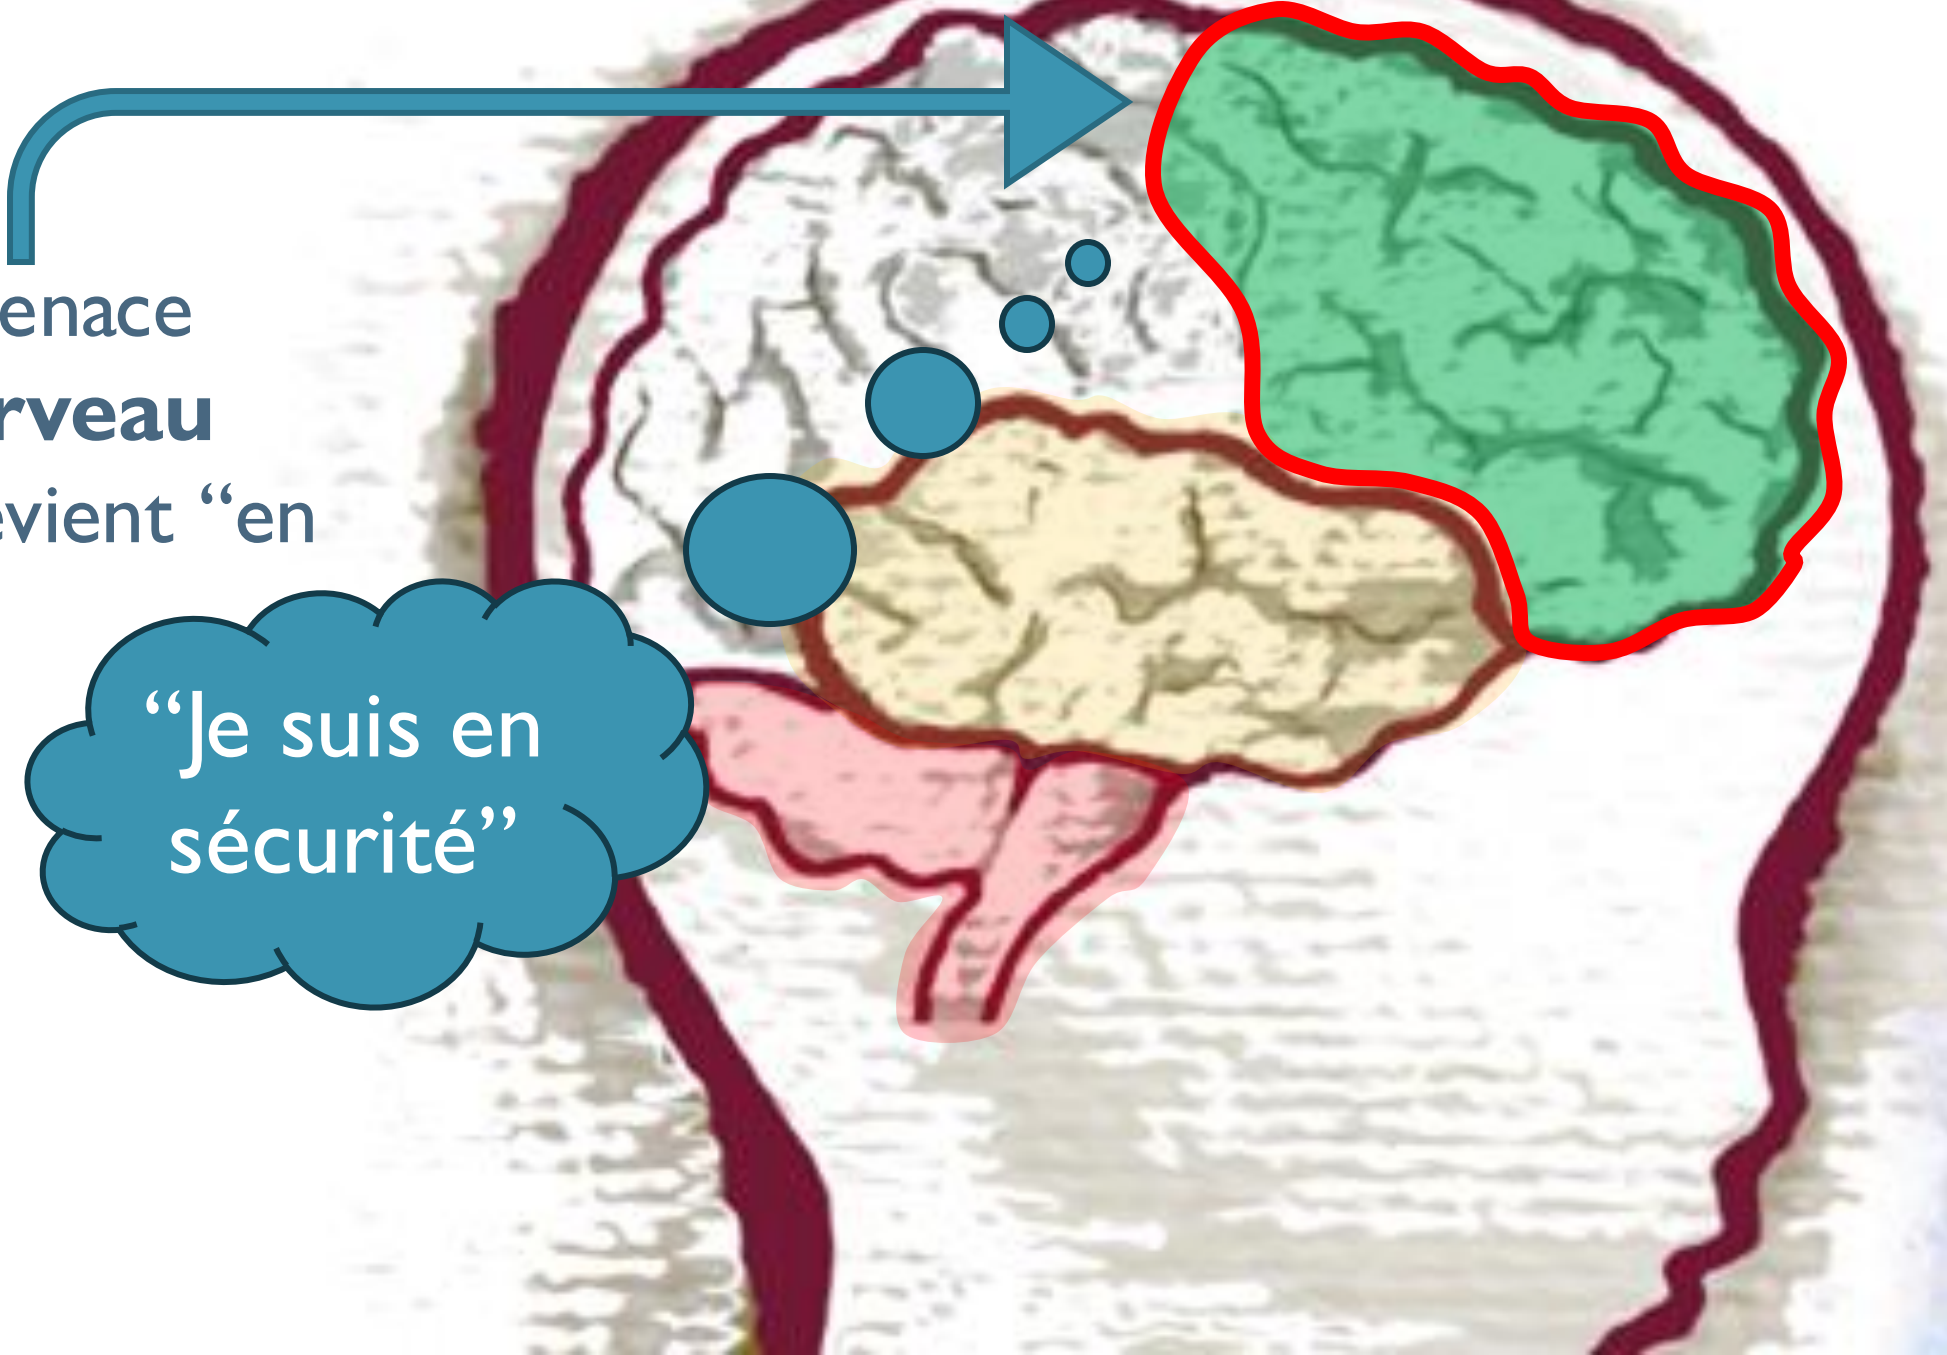 enace
rveau
evient “en
“Je suis en
sécurité”